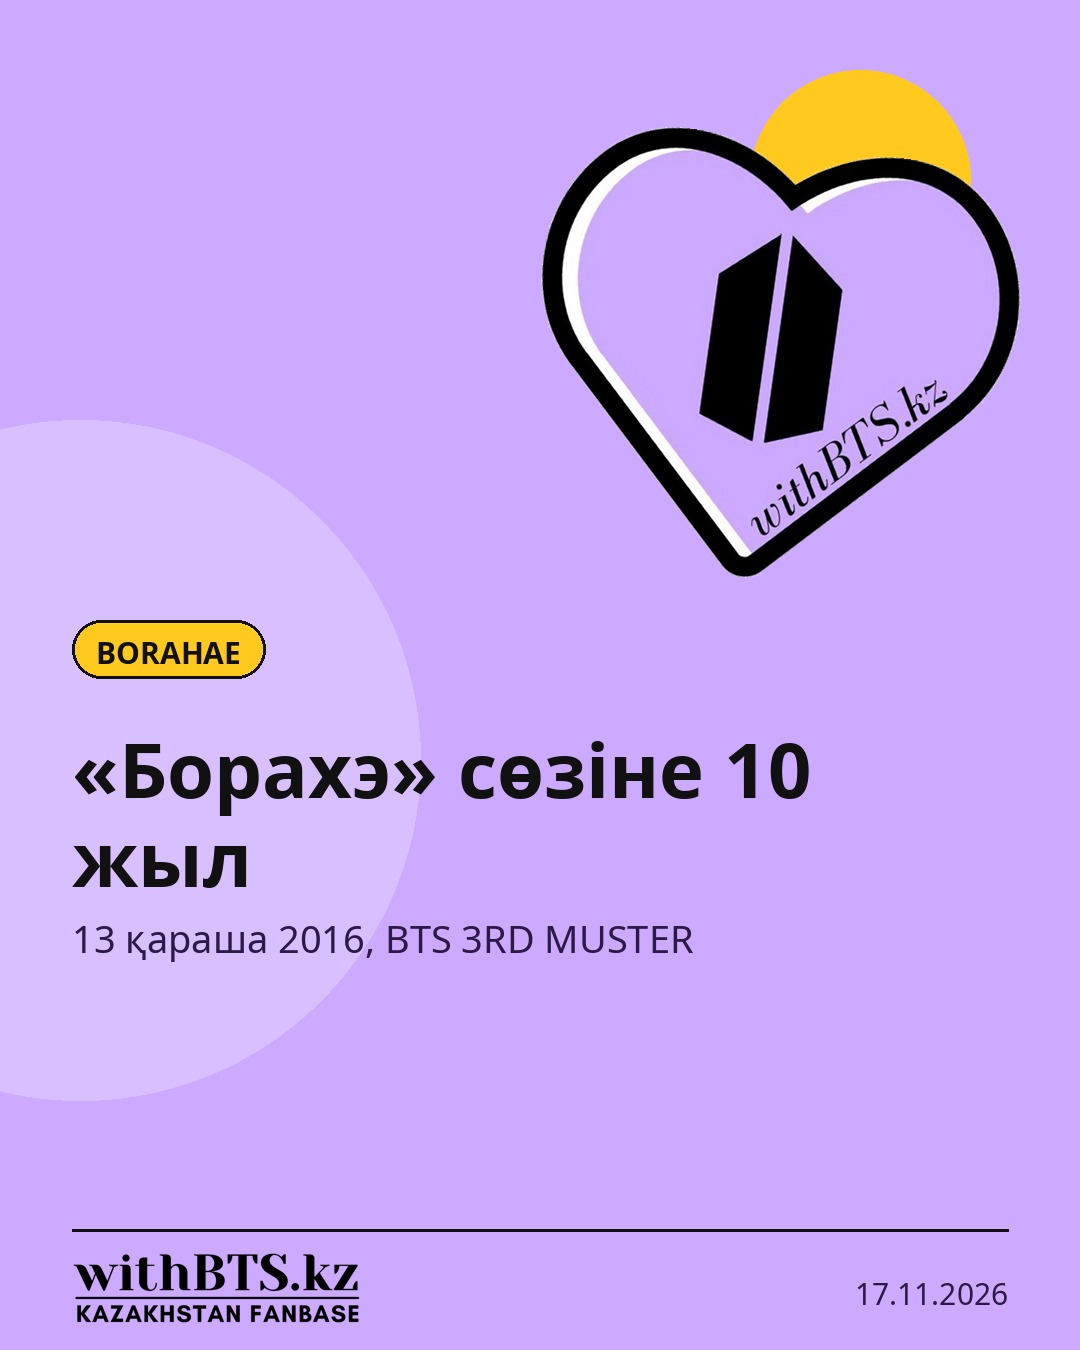 withBTS.kz
BORAHAE
«Борахэ» сөзіне 10
жыл
13 қараша 2016, BTS 3RD MUSTER
withBTS.kz
KAZAKHSTAN FANBASE
17.11.2026